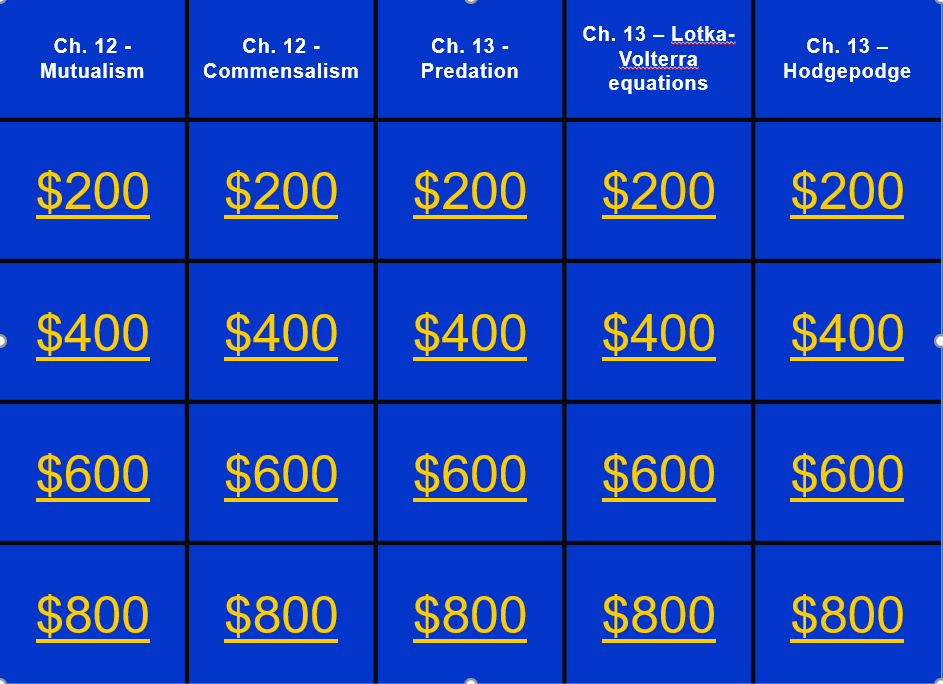 Ch. 12 -
Mutualism
Ch. 12 -
Commensalism
Ch. 13 -
Predation
Ch. 13 – Lotka-
Volterra
equations
Ch. 13 –
Hodgepodge
$200 $200 $200 $200 $200
$400 $400 $400 $400 $400
$600 $600 $600 $600 $600
$800 $800 $800 $800 $800